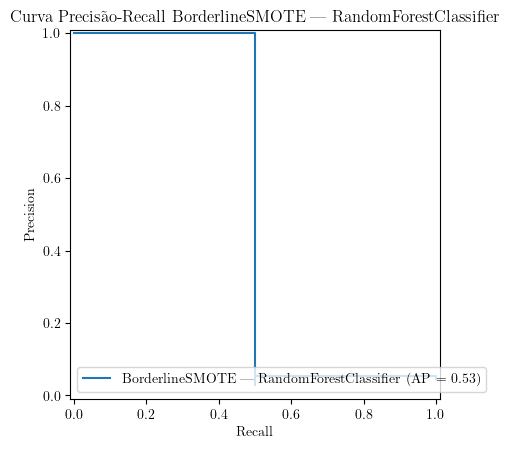 Curva Precisão-Recall BorderlineSMOTE — RandomForestClassifier
1.0
0.8
0.6
0.4
0.2
0.0
Precision
BorderlineSMOTE — RandomForestClassifier (AP = 0.53)
0.0 0.2 0.4 0.6 0.8 1.0
Recall